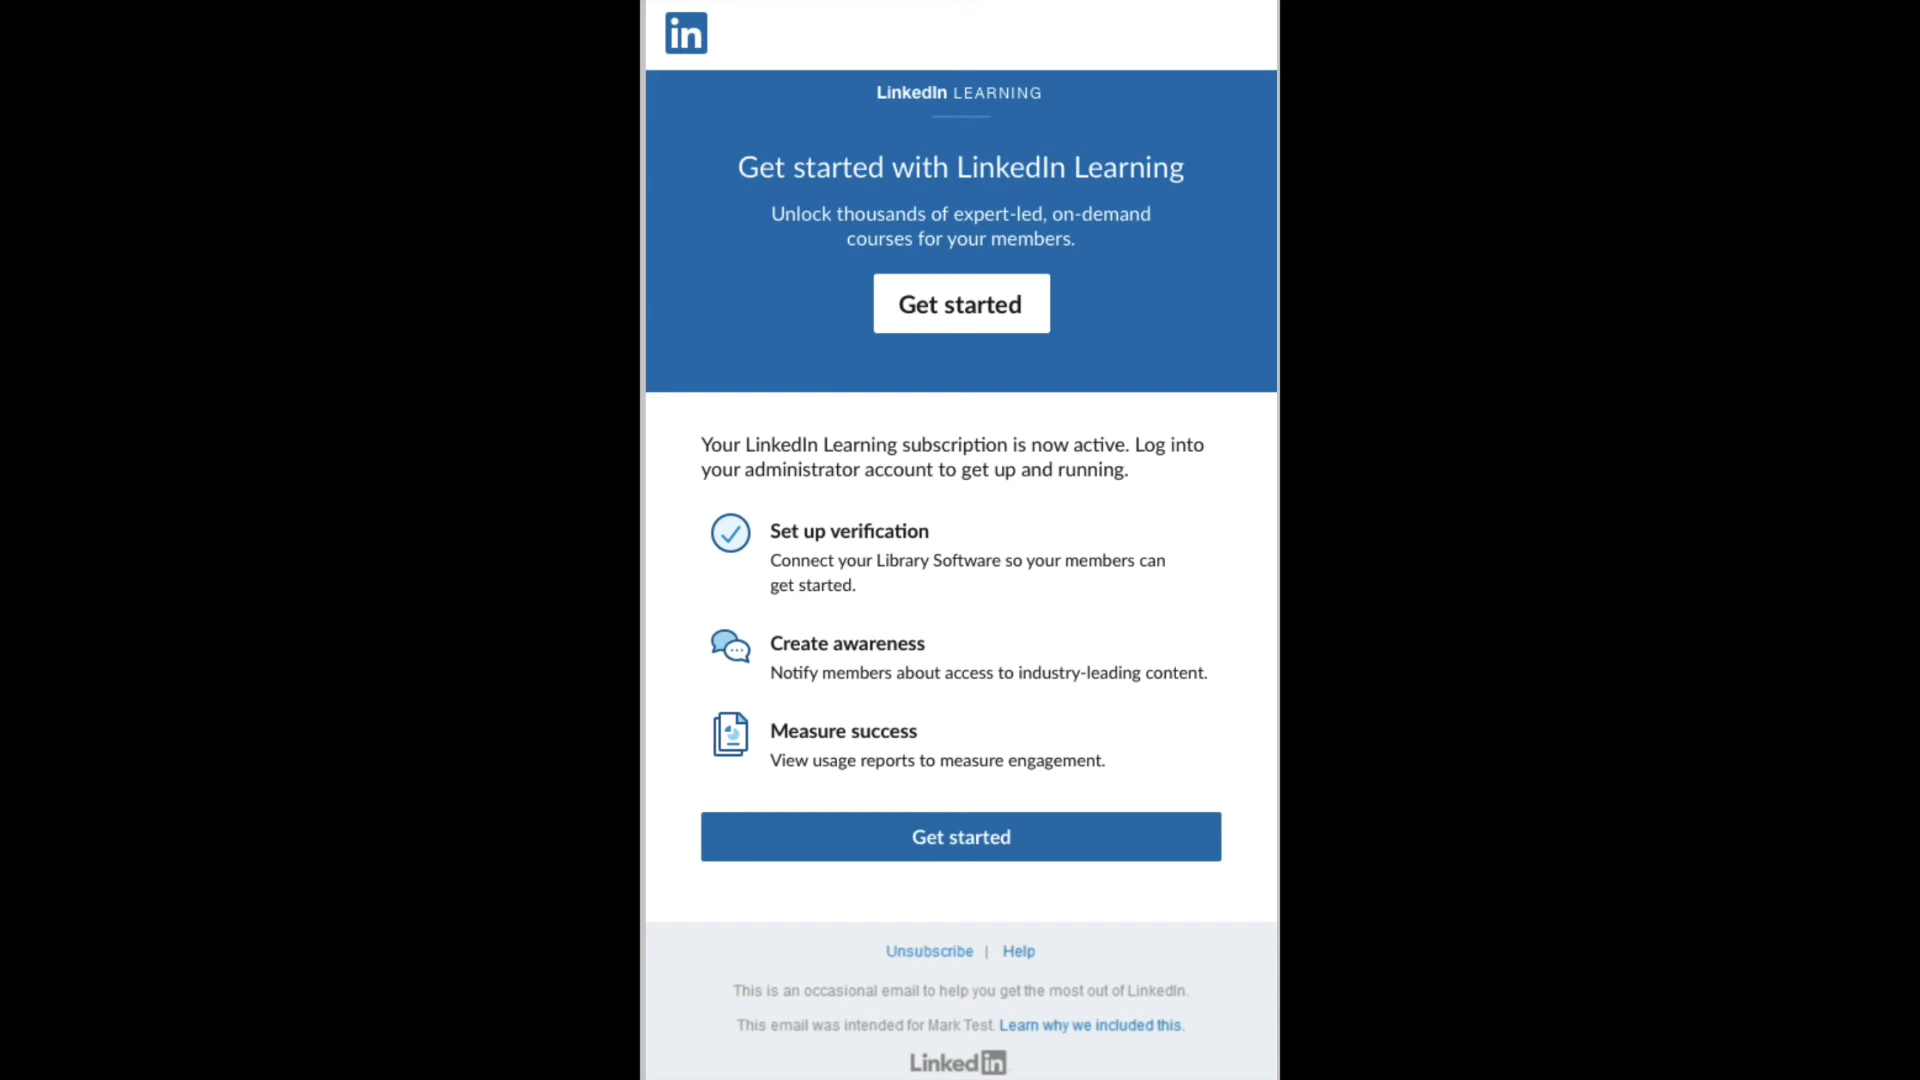 in
LinkedIn LEARNING
Get started with LinkedIn Learning
Unlock thousands of expert-led, on-demand
courses for your members.
Get started
Your LinkedIn Learning subscription is now active. Log into
your administrator account to get up and running.
Set up verification
Connect your Library Software so your members can
get started.
Create awareness
Notify members about access to industry-leading content.
Measure success
View usage reports to measure engagement.
Get started
Unsubscribe | Help
This is an occasional email to help you get the most out of LinkedIn.
This email was intended for Mark Test. Learn why we included this.
Linked in